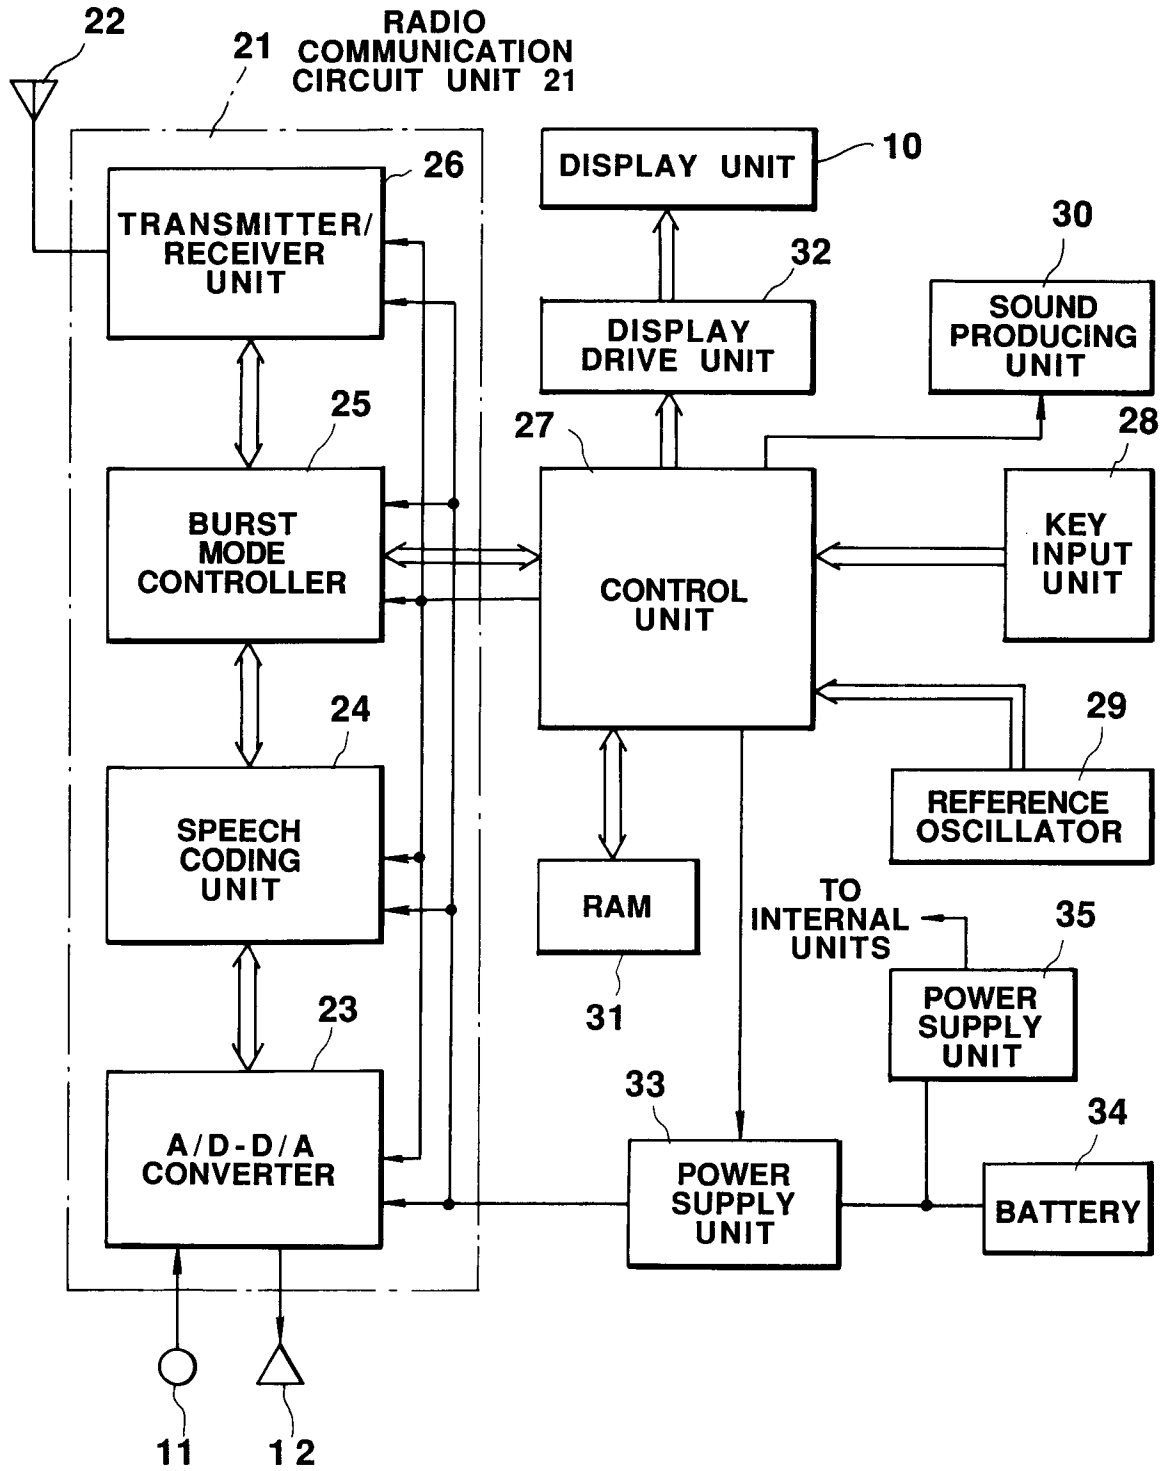 22
21
RADIO
COMMUNICATION
CIRCUIT UNIT 21
26
TRANSMITTER/
RECEIVER
UNIT
DISPLAY UNIT
10
32
DISPLAY
DRIVE UNIT
30
SOUND
PRODUCING
UNIT
25
BURST
MODE
CONTROLLER
27
CONTROL
UNIT
28
KEY
INPUT
UNIT
24
SPEECH
CODING
UNIT
29
REFERENCE
OSCILLATOR
RAM
31
TO
INTERNAL
UNITS
35
POWER
SUPPLY
UNIT
23
A/D-D/A
CONVERTER
33
POWER
SUPPLY
UNIT
34
BATTERY
11
12